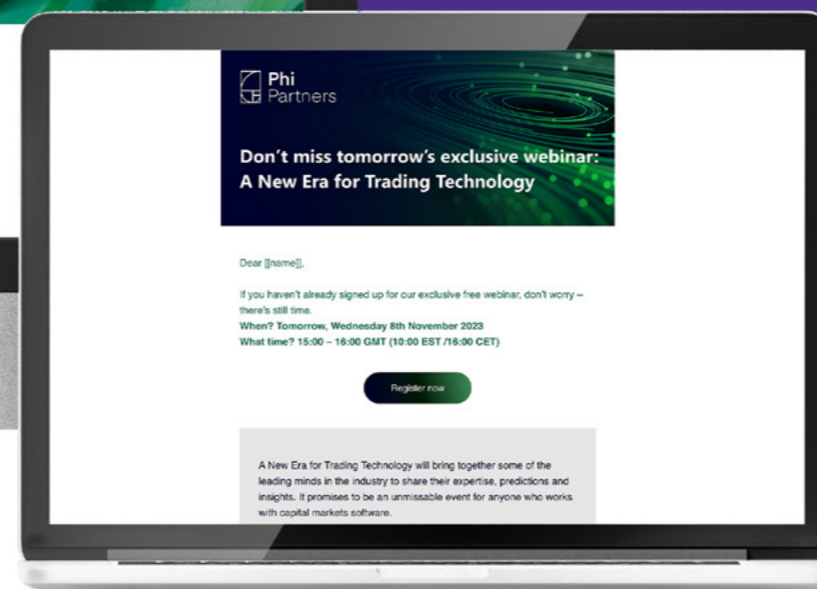 Phi
Partners
Don't miss tomorrow's exclusive webinar:
A New Era for Trading Technology
Dear [[name]],
If you haven't already signed up for our exclusive free webinar, don't worry –
there's still time.
When? Tomorrow, Wednesday 8th November 2023
What time? 15:00 – 16:00 GMT (10:00 EST /16:00 CET)
Register now
A New Era for Trading Technology will bring together some of the
leading minds in the industry to share their expertise, predictions and
insights. It promises to be an unmissable event for anyone who works
with capital markets software.